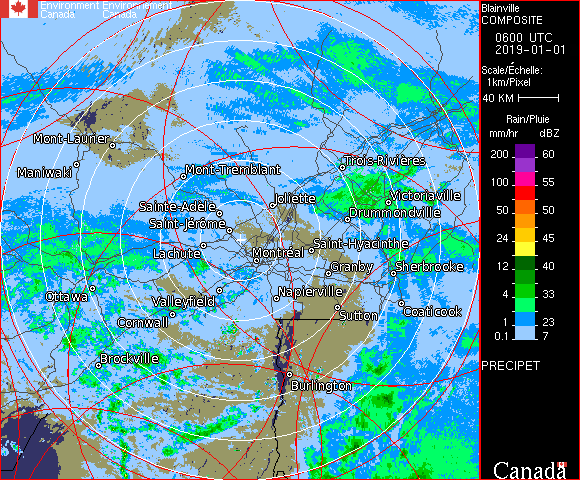 Environment Environnement
Canada Canada
Blainville
COMPOSITE
0600 UTC
2019-01-01
Scale/Échelle:
1km/Pixel
40 KM
Rain/Pluie
mm/hr dBZ
200 60
100 55
50 50
24 45
12 40
4 33
1 23
0.1 7
PRECIPET
Canada
Mont-Laurier
Maniwaki
Mont-Tremblant
Trois-Rivières
Sainte-Adèle
Joliette
Victoriaville
Saint-Jérôme
Drummondville
Lachute
Montréal
Saint-Hyacinthe
Granby
Sherbrooke
Ottawa
Valleyfield
Napierville
Cornwall
Sutton
Coaticook
Brockville
Burlington